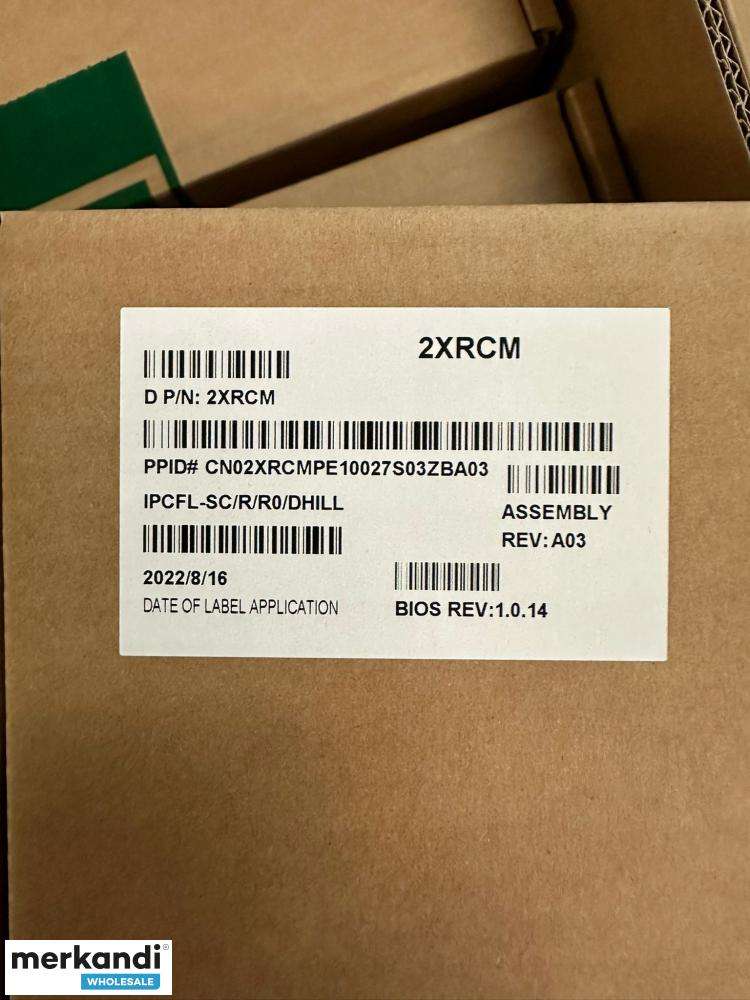 2XRCM
D P/N: 2XRCM
PPID# CN02XRCMPE10027S03ZBA03
IPCFL-SC/R/R0/DHILL
ASSEMBLY
REV: A03
2022/8/16
DATE OF LABEL APPLICATION
BIOS REV:1.0.14
merkandi®
WHOLESALE